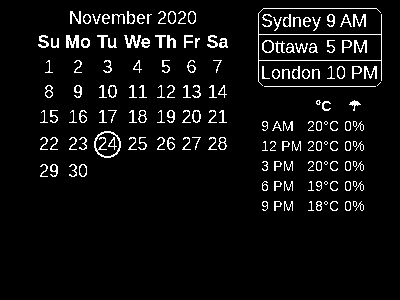 November 2020
Su Mo Tu We Th Fr Sa
1 2 3 4 5 6 7
8 9 10 11 12 13 14
15 16 17 18 19 20 21
22 23 24 25 26 27 28
29 30
Sydney 9 AM
Ottawa 5 PM
London 10 PM
°C
9 AM 20°C 0%
12 PM 20°C 0%
3 PM 20°C 0%
6 PM 19°C 0%
9 PM 18°C 0%